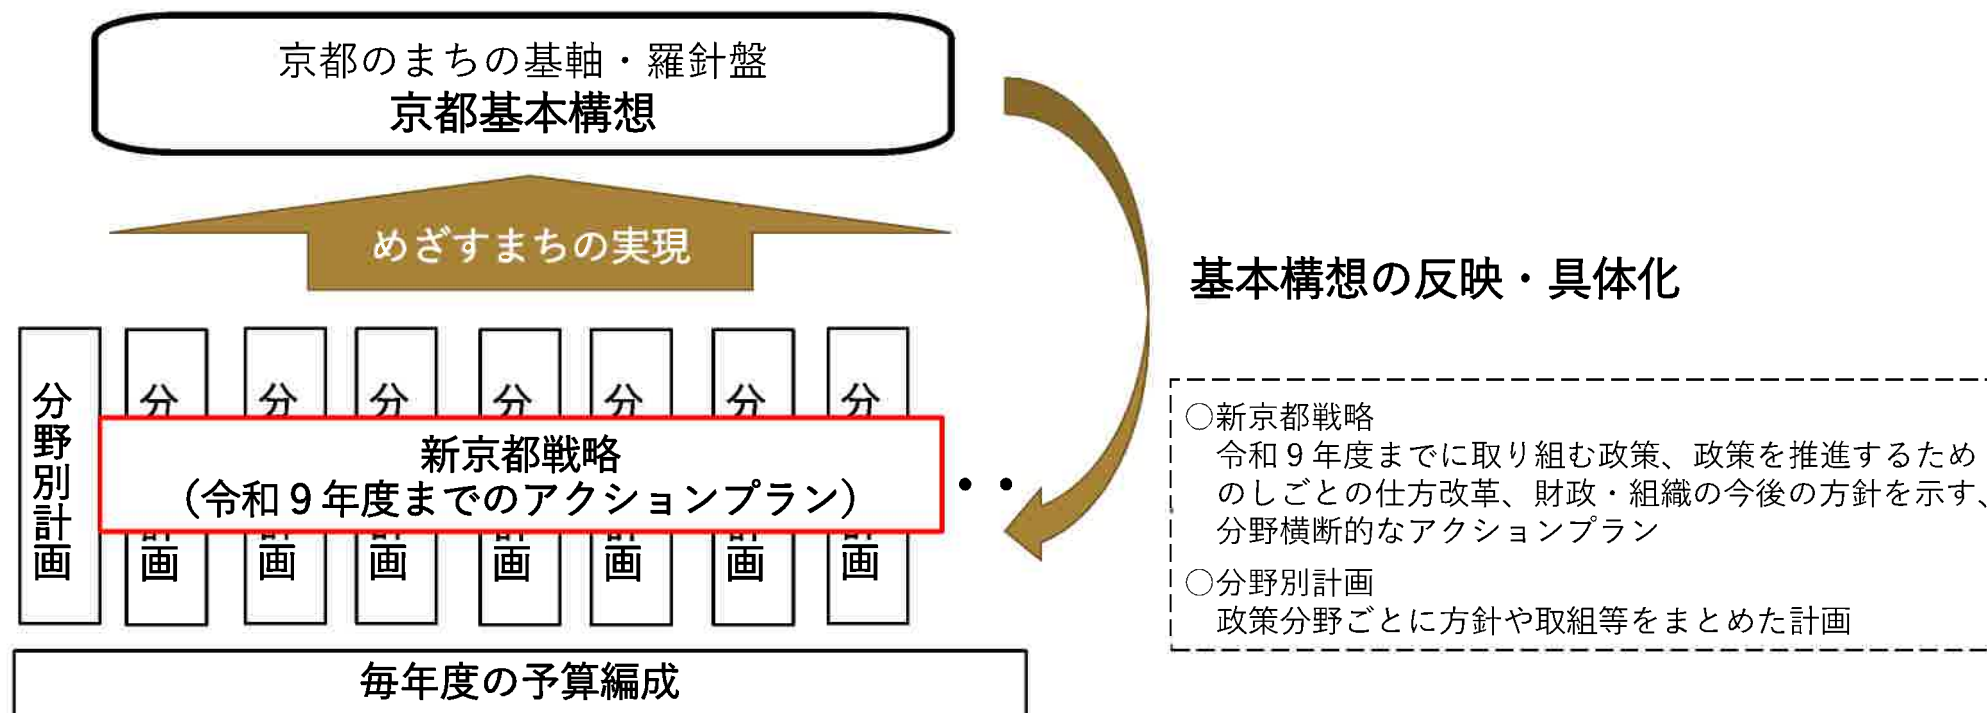 京都のまちの基軸・羅針盤
京都基本構想
めざすまちの実現
基本構想の反映・具体化
分野別計画
分
分
分
分
分
分
分
新京都戦略
(令和9年度までのアクションプラン)
・・
計画
計画
計画
計画
計画
計画
計画
毎年度の予算編成
○新京都戦略
令和9年度までに取り組む政策、政策を推進するため
のしごとの仕方改革、財政・組織の今後の方針を示す、
分野横断的なアクションプラン
○分野別計画
政策分野ごとに方針や取組等をまとめた計画